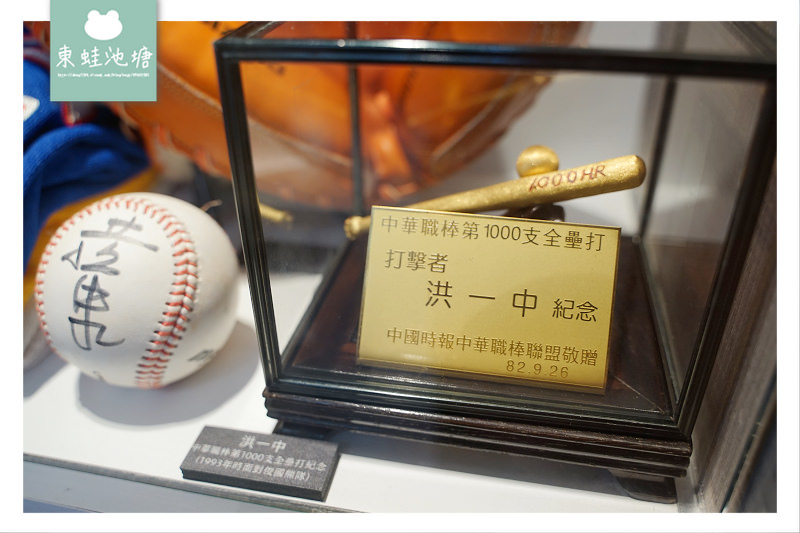 東蛙池塘
1000HR
中華職棒第1000支全壘打
打擊者
洪一中 紀念
中國時報中華職棒聯盟敬贈
82.9.26
洪一中
中華職棒第1000支全壘打紀念
(1993年時面對俊國熊隊)